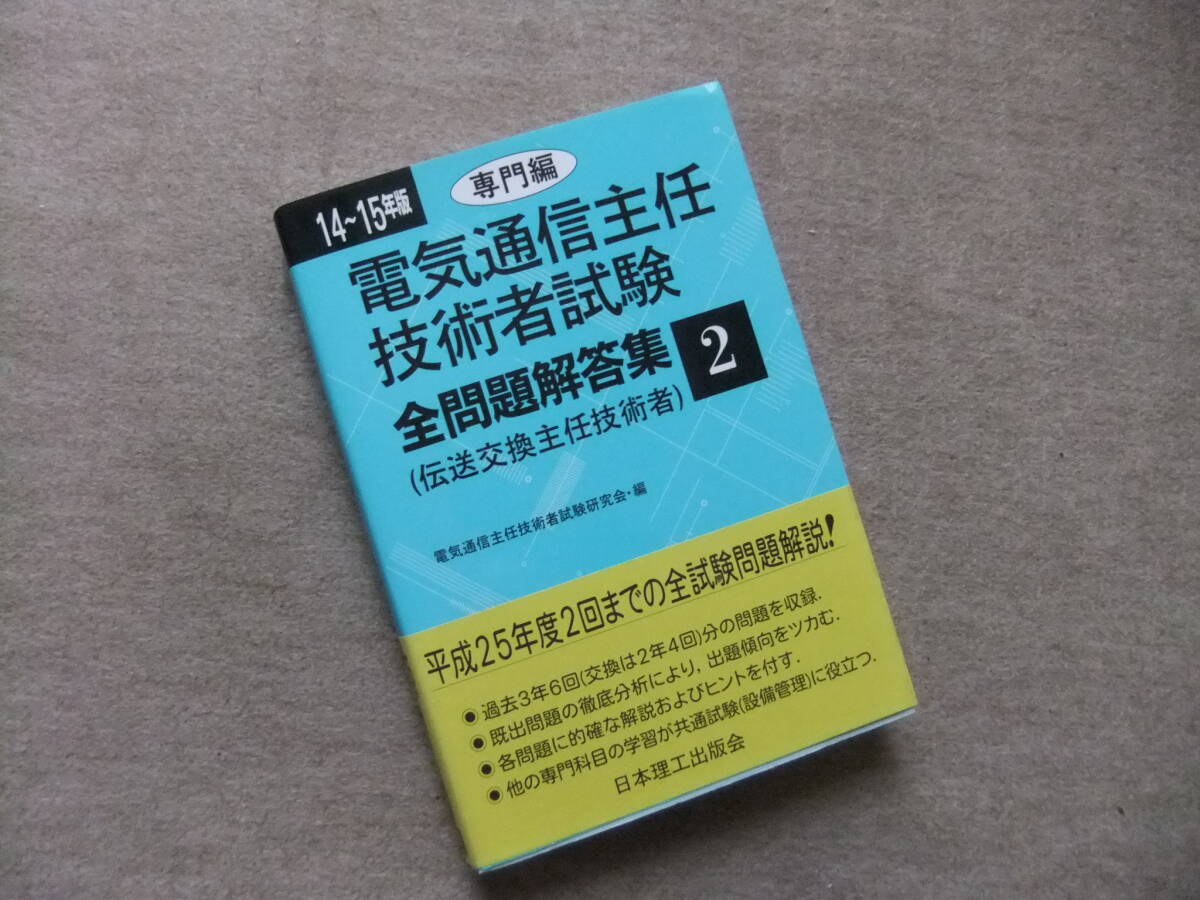 14~15年版
専門編
電気通信主任
技術者試験
全問題解答集 2
(伝送交換主任技術者)
電気通信主任技術者試験研究会・編
平成25年度2回までの全試験問題解説!
● 過去3年6回(交換は2年4回)分の問題を収録.
● 既出問題の徹底分析により, 出題傾向をツカむ.
● 各問題に的確な解説およびヒントを付す.
● 他の専門科目の学習が共通試験(設備管理)に役立つ.
日本理工出版会